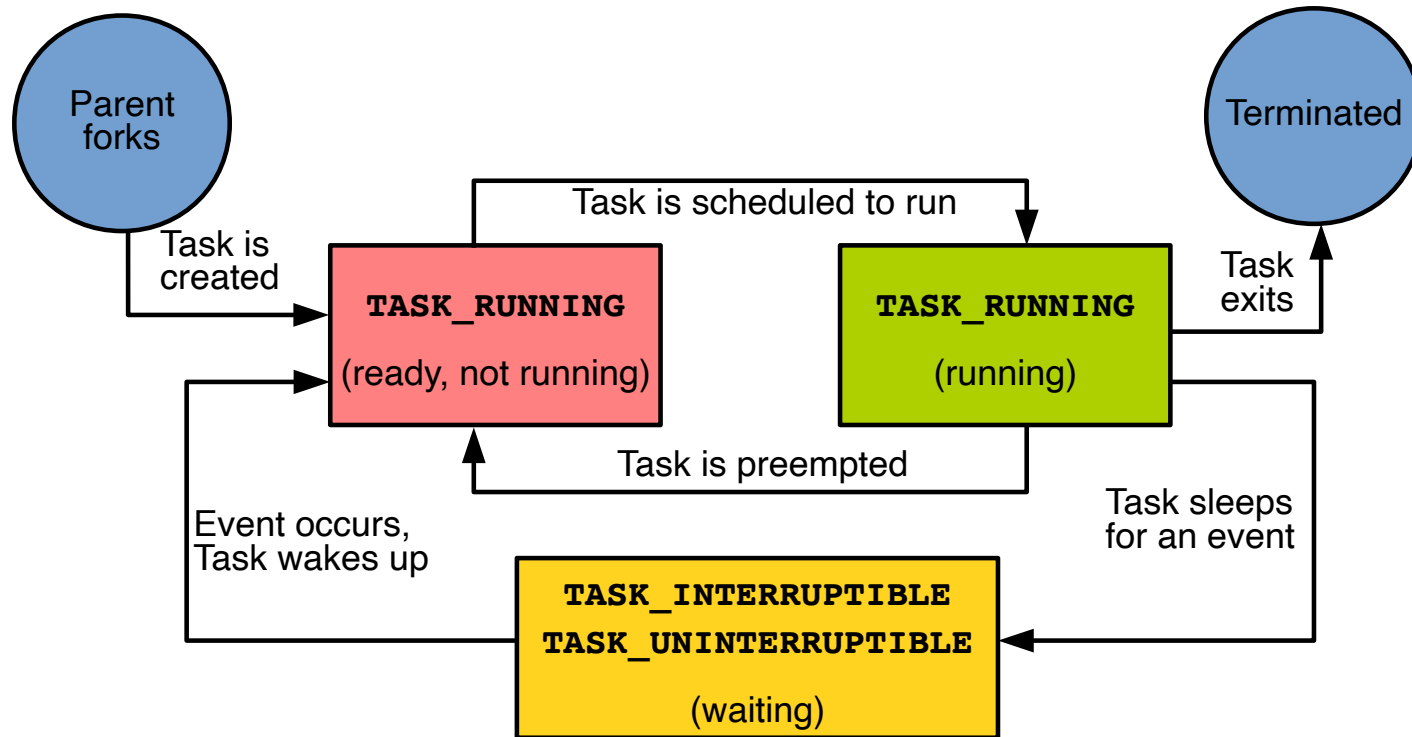 Parent
forks
Terminated
Task is scheduled to run
Task is
created
Task
exits
TASK_RUNNING
(ready, not running)
TASK_RUNNING
(running)
Task is preempted
Event occurs,
Task wakes up
Task sleeps
for an event
TASK_INTERRUPTIBLE
TASK_UNINTERRUPTIBLE
(waiting)